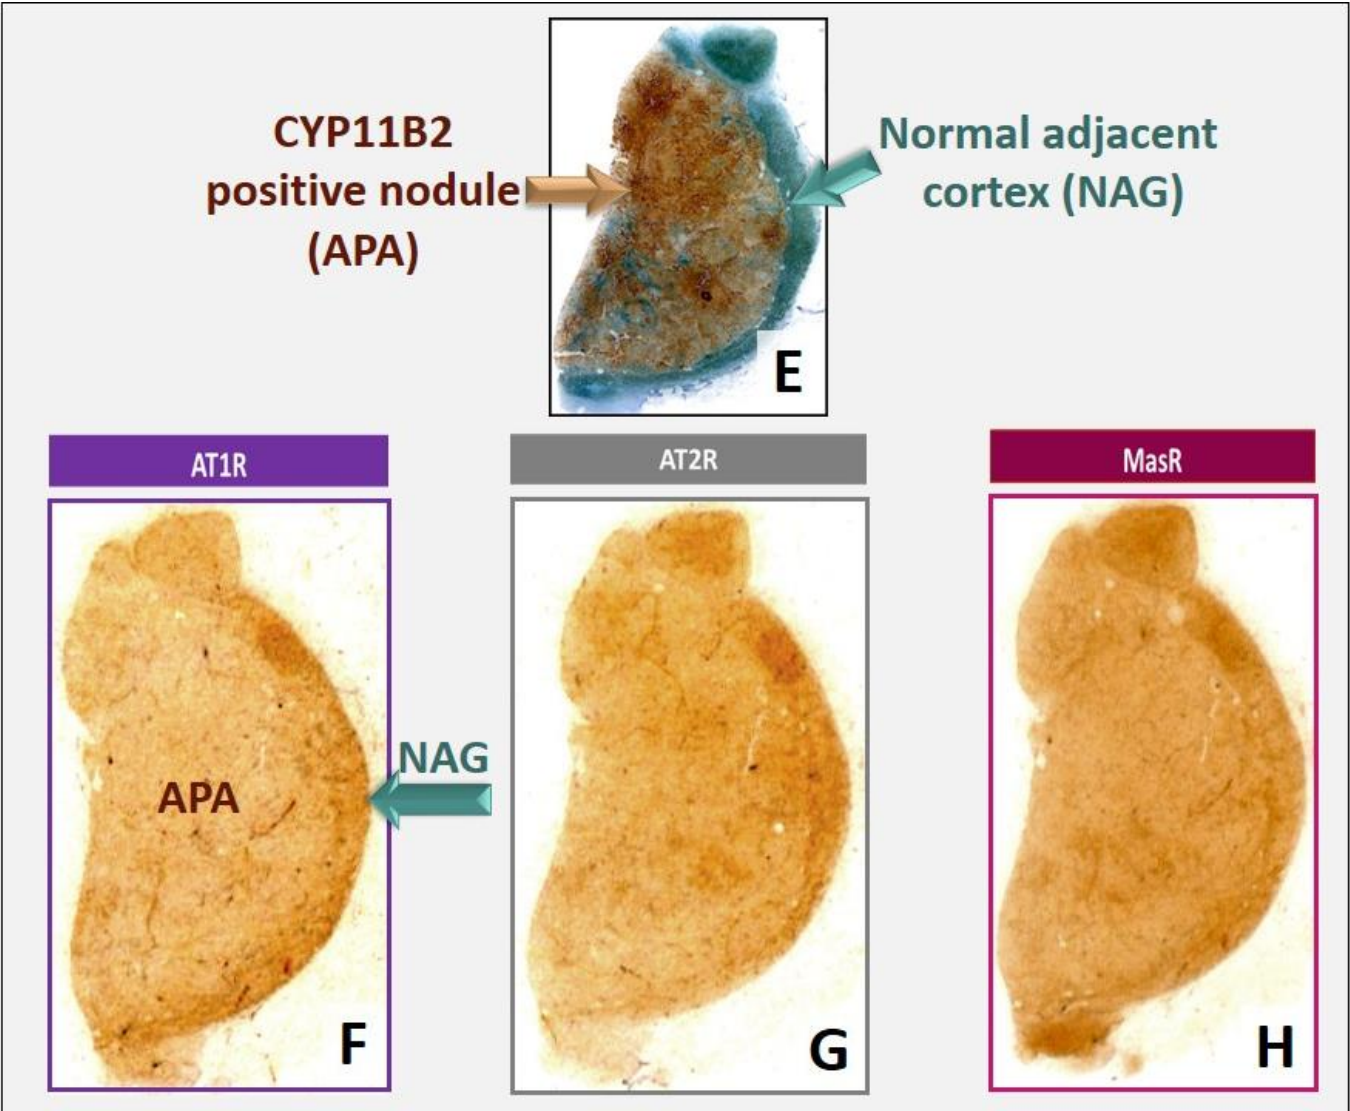 CYP11B2
positive nodule
(APA)
Normal adjacent
cortex (NAG)
E
AT1R
AT2R
MasR
NAG
APA
F
G
H